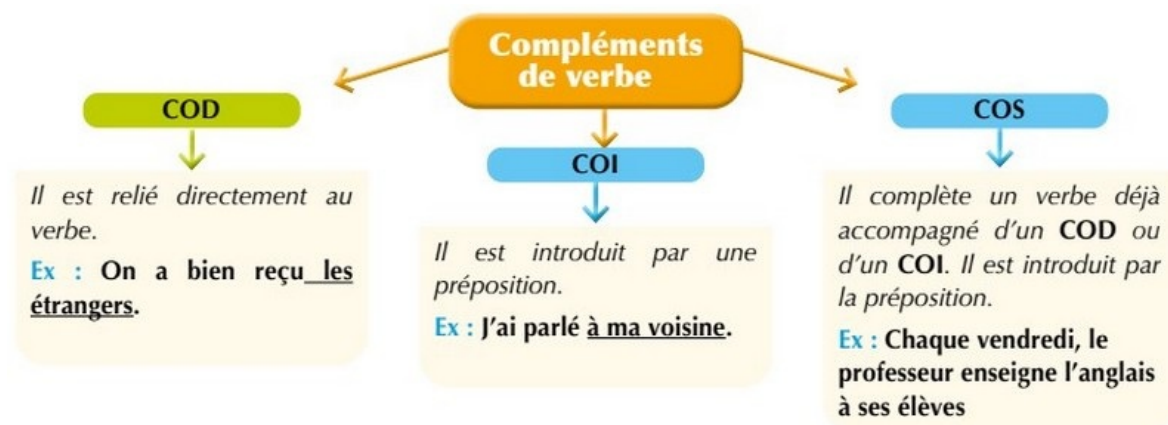 Compléments
de verbe
COD
Il est relié directement au
verbe.
Ex : On a bien reçu les
étrangers.
COI
Il est introduit par une
préposition.
Ex : J'ai parlé à ma voisine.
COS
Il complète un verbe déjà
accompagné d'un COD ou
d'un COI. Il est introduit par
la préposition.
Ex : Chaque vendredi, le
professeur enseigne l'anglais
à ses élèves